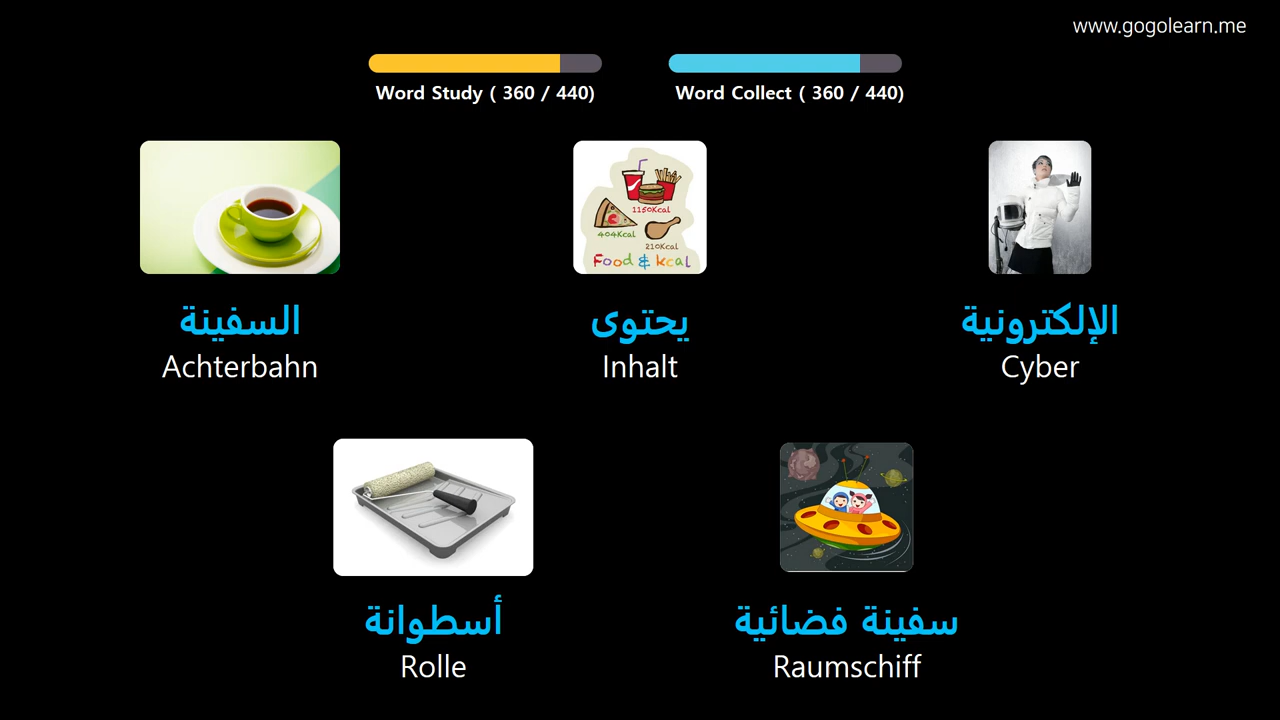 www.gogolearn.me
Word Study ( 360 / 440)
Word Collect ( 360 / 440)
1150Kcal
404Kcal
210Kcal
Food & kcal
السفينة
Achterbahn
يحتوى
Inhalt
الإلكترونية
Cyber
أسطوانة
Rolle
سفينة فضائية
Raumschiff